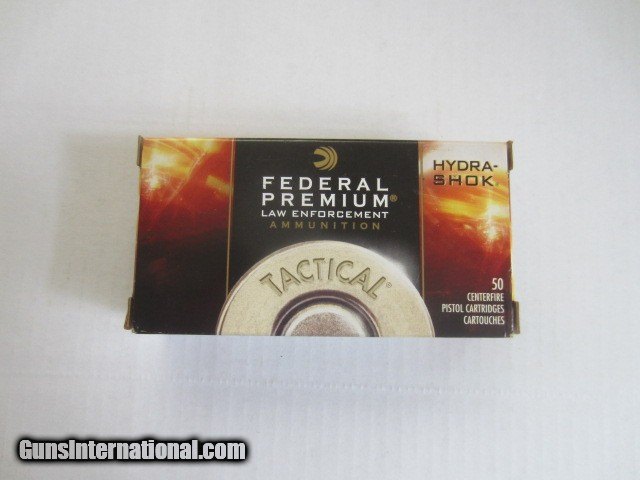 FEDERAL
PREMIUM®
LAW ENFORCEMENT
AMMUNITION
HYDRA-
SHOK
TACTICAL®
50
CENTERFIRE
PISTOL CARTRIDGES
CARTOUCHES
GunsInternational.com